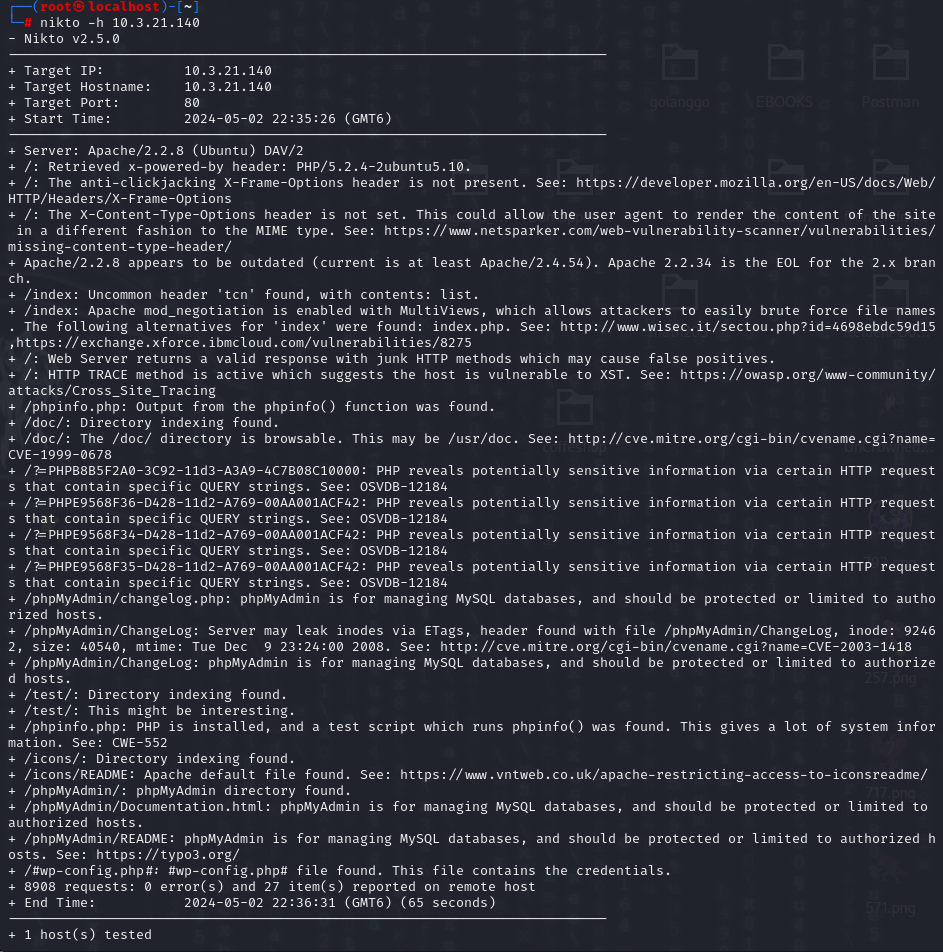 ┌──(root㉿localhost)-[~]
└─# nikto -h 10.3.21.140
- Nikto v2.5.0
---------------------------------------------------------------------------
+ Target IP:          10.3.21.140
+ Target Hostname:    10.3.21.140
+ Target Port:        80
+ Start Time:         2024-05-02 22:35:26 (GMT6)
---------------------------------------------------------------------------
+ Server: Apache/2.2.8 (Ubuntu) DAV/2
+ /: Retrieved x-powered-by header: PHP/5.2.4-2ubuntu5.10.
+ /: The anti-clickjacking X-Frame-Options header is not present. See: https://developer.mozilla.org/en-US/docs/Web/
HTTP/Headers/X-Frame-Options
+ /: The X-Content-Type-Options header is not set. This could allow the user agent to render the content of the site
 in a different fashion to the MIME type. See: https://www.netsparker.com/web-vulnerability-scanner/vulnerabilities/
missing-content-type-header/
+ Apache/2.2.8 appears to be outdated (current is at least Apache/2.4.54). Apache 2.2.34 is the EOL for the 2.x bran
ch.
+ /index: Uncommon header 'tcn' found, with contents: list.
+ /index: Apache mod_negotiation is enabled with MultiViews, which allows attackers to easily brute force file names
. The following alternatives for 'index' were found: index.php. See: http://www.wisec.it/sectou.php?id=4698ebdc59d15
,https://exchange.xforce.ibmcloud.com/vulnerabilities/8275
+ /: Web Server returns a valid response with junk HTTP methods which may cause false positives.
+ /: HTTP TRACE method is active which suggests the host is vulnerable to XST. See: https://owasp.org/www-community/
attacks/Cross_Site_Tracing
+ /phpinfo.php: Output from the phpinfo() function was found.
+ /doc/: Directory indexing found.
+ /doc/: The /doc/ directory is browsable. This may be /usr/doc. See: http://cve.mitre.org/cgi-bin/cvename.cgi?name=
CVE-1999-0678
+ /?=PHPB8B5F2A0-3C92-11d3-A3A9-4C7B08C10000: PHP reveals potentially sensitive information via certain HTTP request
s that contain specific QUERY strings. See: OSVDB-12184
+ /?=PHPE9568F36-D428-11d2-A769-00AA001ACF42: PHP reveals potentially sensitive information via certain HTTP request
s that contain specific QUERY strings. See: OSVDB-12184
+ /?=PHPE9568F34-D428-11d2-A769-00AA001ACF42: PHP reveals potentially sensitive information via certain HTTP request
s that contain specific QUERY strings. See: OSVDB-12184
+ /?=PHPE9568F35-D428-11d2-A769-00AA001ACF42: PHP reveals potentially sensitive information via certain HTTP request
s that contain specific QUERY strings. See: OSVDB-12184
+ /phpMyAdmin/changelog.php: phpMyAdmin is for managing MySQL databases, and should be protected or limited to autho
rized hosts.
+ /phpMyAdmin/ChangeLog: Server may leak inodes via ETags, header found with file /phpMyAdmin/ChangeLog, inode: 9246
2, size: 40540, mtime: Tue Dec  9 23:24:00 2008. See: http://cve.mitre.org/cgi-bin/cvename.cgi?name=CVE-2003-1418
+ /phpMyAdmin/ChangeLog: phpMyAdmin is for managing MySQL databases, and should be protected or limited to authorize
d hosts.
+ /test/: Directory indexing found.
+ /test/: This might be interesting.
+ /phpinfo.php: PHP is installed, and a test script which runs phpinfo() was found. This gives a lot of system infor
mation. See: CWE-552
+ /icons/: Directory indexing found.
+ /icons/README: Apache default file found. See: https://www.vntweb.co.uk/apache-restricting-access-to-iconsreadme/
+ /phpMyAdmin/: phpMyAdmin directory found.
+ /phpMyAdmin/Documentation.html: phpMyAdmin is for managing MySQL databases, and should be protected or limited to
authorized hosts.
+ /phpMyAdmin/README: phpMyAdmin is for managing MySQL databases, and should be protected or limited to authorized h
osts. See: https://typo3.org/
+ /#wp-config.php#: #wp-config.php# file found. This file contains the credentials.
+ 8908 requests: 0 error(s) and 27 item(s) reported on remote host
+ End Time:           2024-05-02 22:36:31 (GMT6) (65 seconds)
---------------------------------------------------------------------------
+ 1 host(s) tested
golanggo
EBOOKS
Postman
257.png
717.png
571.png